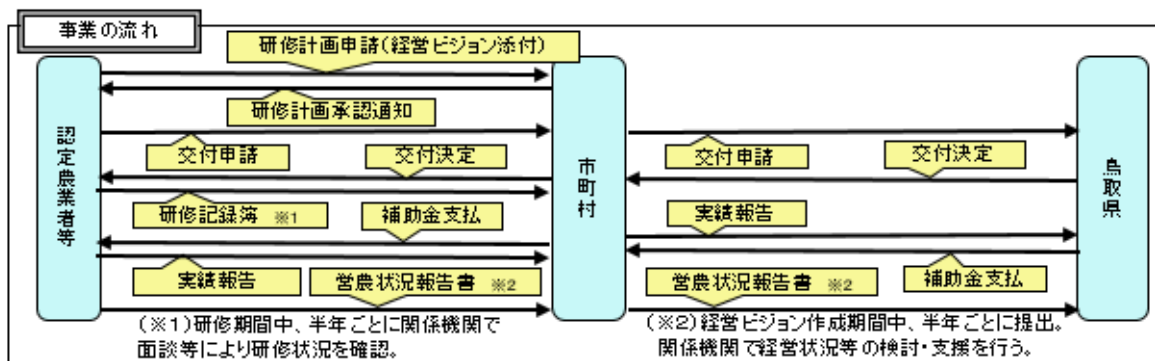 事業の流れ
研修計画申請(経営ビジョン添付)
研修計画承認通知
認定農業者等
市町村
鳥取県
交付申請
交付決定
交付申請
交付決定
研修記録簿 ※1
補助金支払
実績報告
実績報告
営農状況報告書 ※2
営農状況報告書 ※2
補助金支払
(※1)研修期間中、半年ごとに関係機関で
面談等により研修状況を確認。
(※2)経営ビジョン作成期間中、半年ごとに提出。
関係機関で経営状況等の検討・支援を行う。